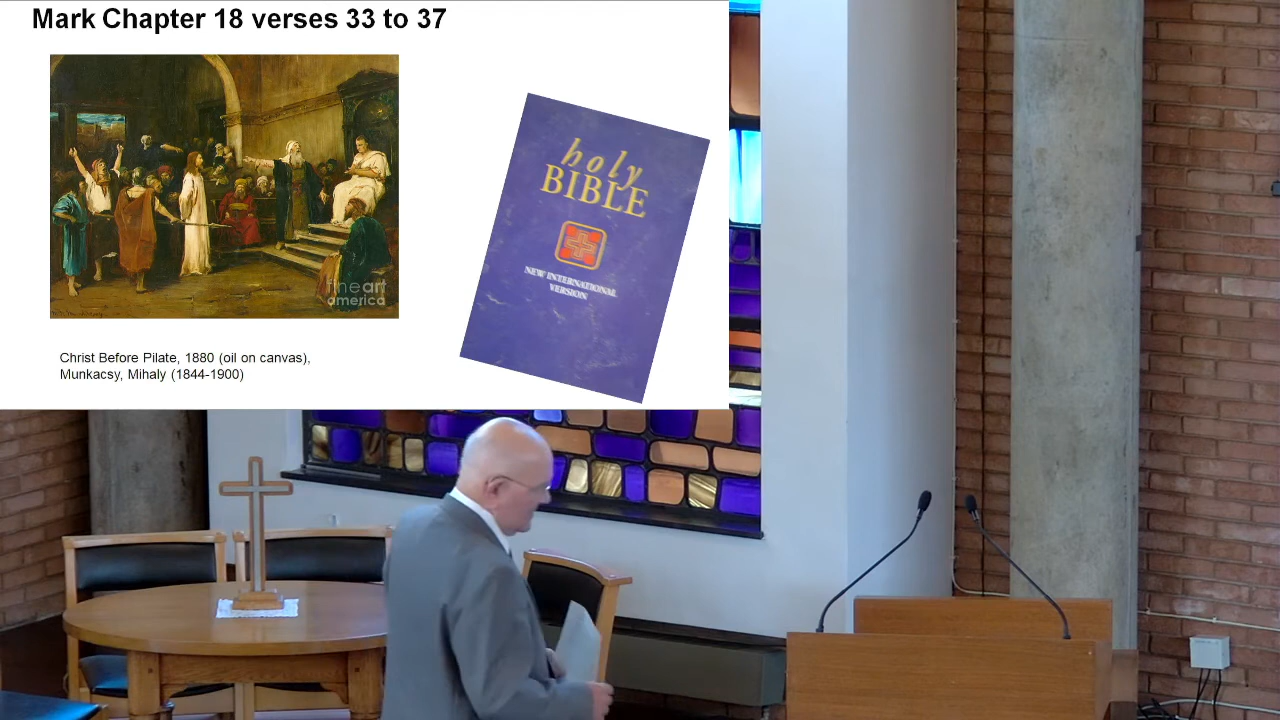 Mark Chapter 18 verses 33 to 37
holy
BIBLE
NEW INTERNATIONAL
VERSION
fineart
america
Christ Before Pilate, 1880 (oil on canvas),
Munkacsy, Mihaly (1844-1900)